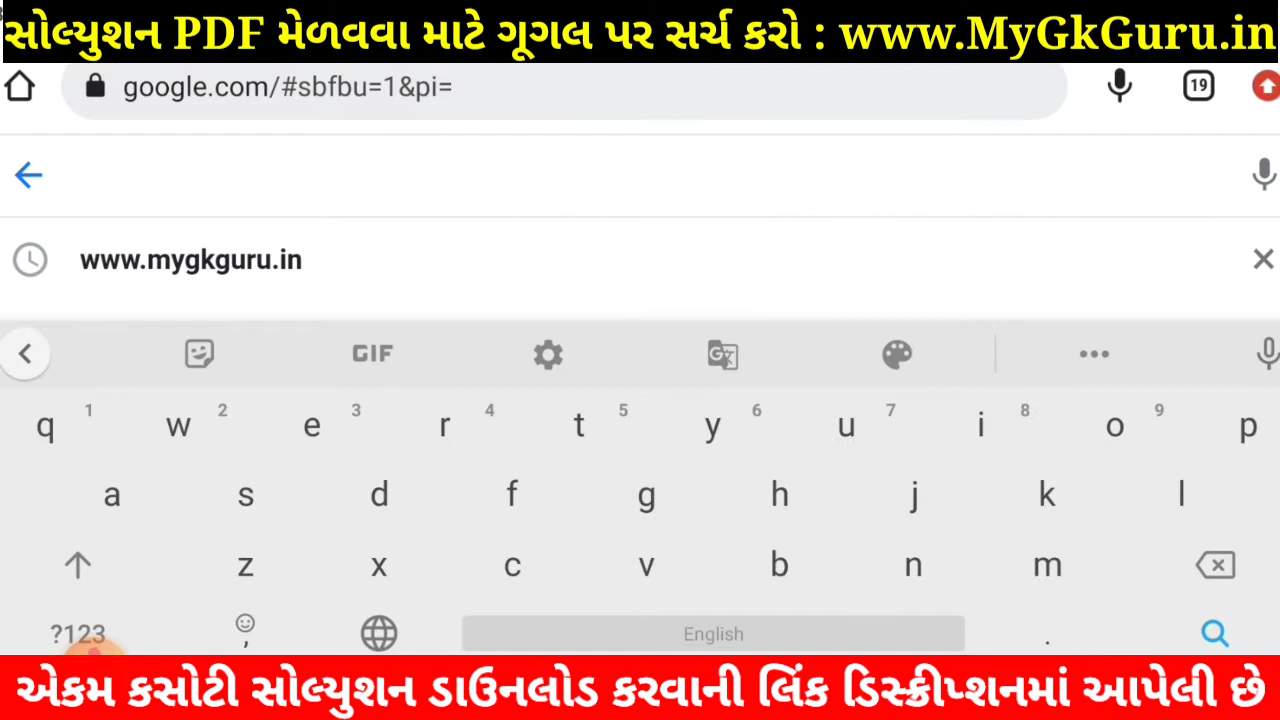 સોલ્યુશન PDF મેળવવા માટે ગૂગલ પર સર્ચ કરો : www.MyGkGuru.in
google.com/#sbfbu=1&pi=
19
www.mygkguru.in
GIF
q 1 w 2 e 3 r 4 t 5 y 6 u 7 i 8 o 9 p
a s d f g h j k l
z x c v b n m
?123 , English .
એકમ કસોટી સોલ્યુશન ડાઉનલોડ કરવાની લિંક ડિસ્ક્રીપ્શનમાં આપેલી છે